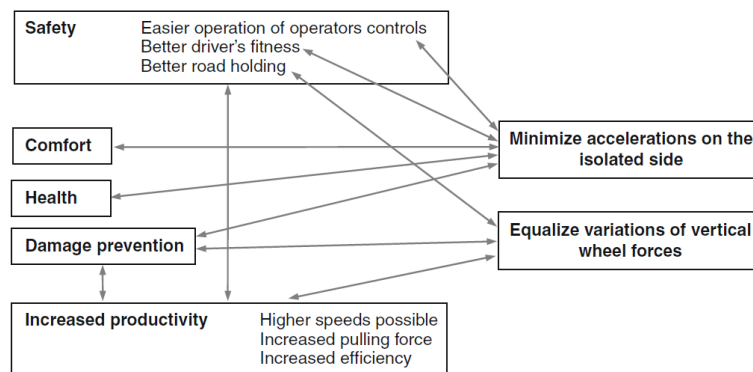 Safety Easier operation of operators controls
Better driver's fitness
Better road holding
Comfort
Health
Damage prevention
Increased productivity Higher speeds possible
Increased pulling force
Increased efficiency
Minimize accelerations on the
isolated side
Equalize variations of vertical
wheel forces